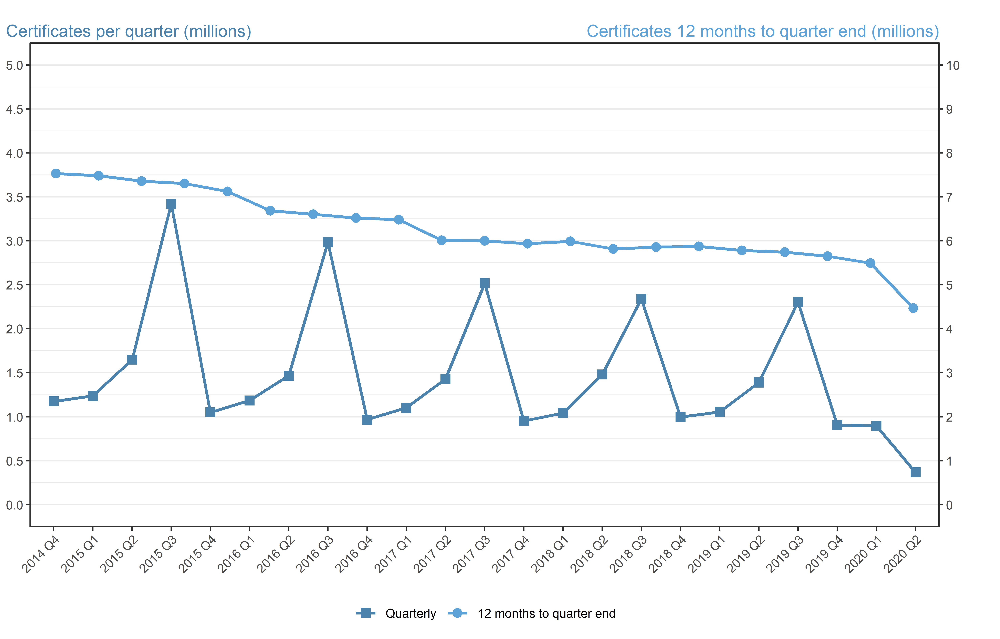 Certificates per quarter (millions)
Certificates 12 months to quarter end (millions)
5.0
4.5
4.0
3.5
3.0
2.5
2.0
1.5
1.0
0.5
0.0
10
9
8
7
6
5
4
3
2
1
0
2014 Q4
2015 Q1
2015 Q2
2015 Q3
2015 Q4
2016 Q1
2016 Q2
2016 Q3
2016 Q4
2017 Q1
2017 Q2
2017 Q3
2017 Q4
2018 Q1
2018 Q2
2018 Q3
2018 Q4
2019 Q1
2019 Q2
2019 Q3
2019 Q4
2020 Q1
2020 Q2
Quarterly
12 months to quarter end